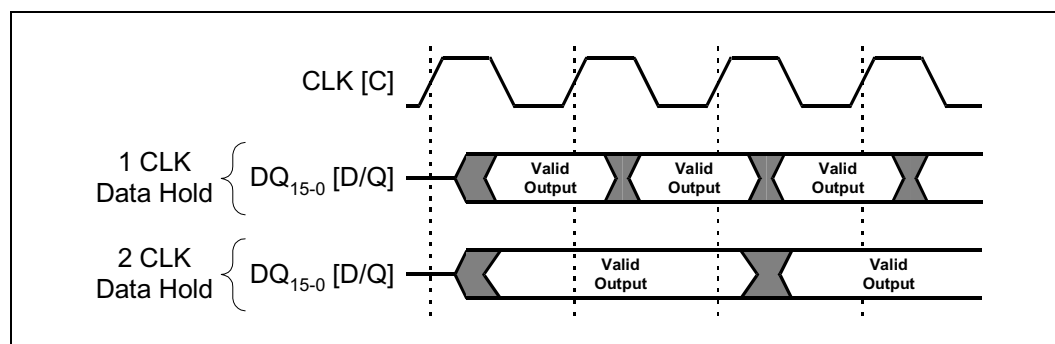 CLK [C]
1 CLK
Data Hold
DQ15-0 [D/Q]
Valid
Output
Valid
Output
Valid
Output
2 CLK
Data Hold
DQ15-0 [D/Q]
Valid
Output
Valid
Output